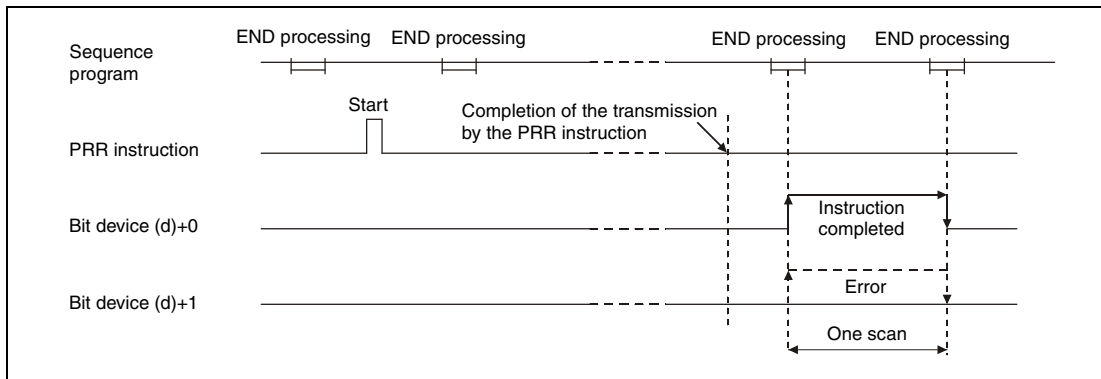 END processing
END processing
END processing
END processing
Sequence
program
Start
Completion of the transmission
by the PRR instruction
PRR instruction
Bit device (d)+0
Instruction
completed
Error
Bit device (d)+1
One scan